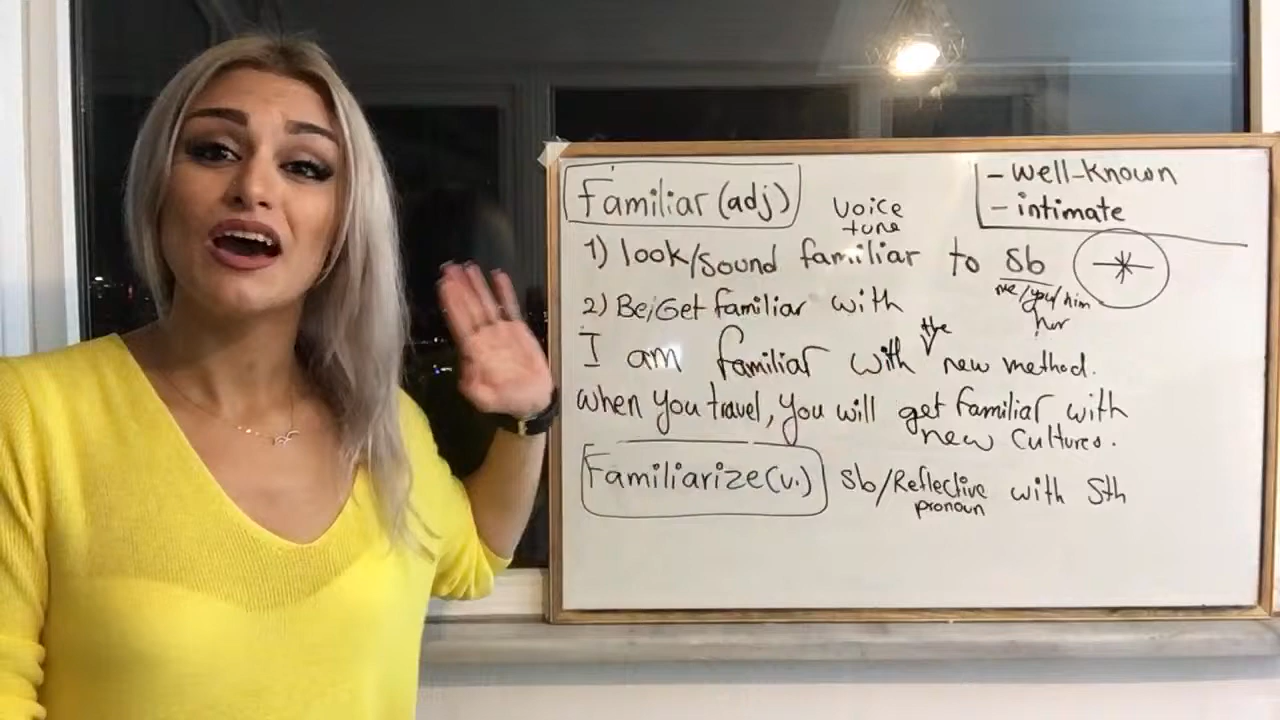 Familiar (adj)
- well-known
- intimate
voice
tune
1) look/sound familiar to sb
me/you/him
her
2) Be/Get familiar with
the
I am familiar with new method.
when you travel, you will get familiar with
new cultures.
Familiarize (v.) sb/Reflective with Sth
pronoun